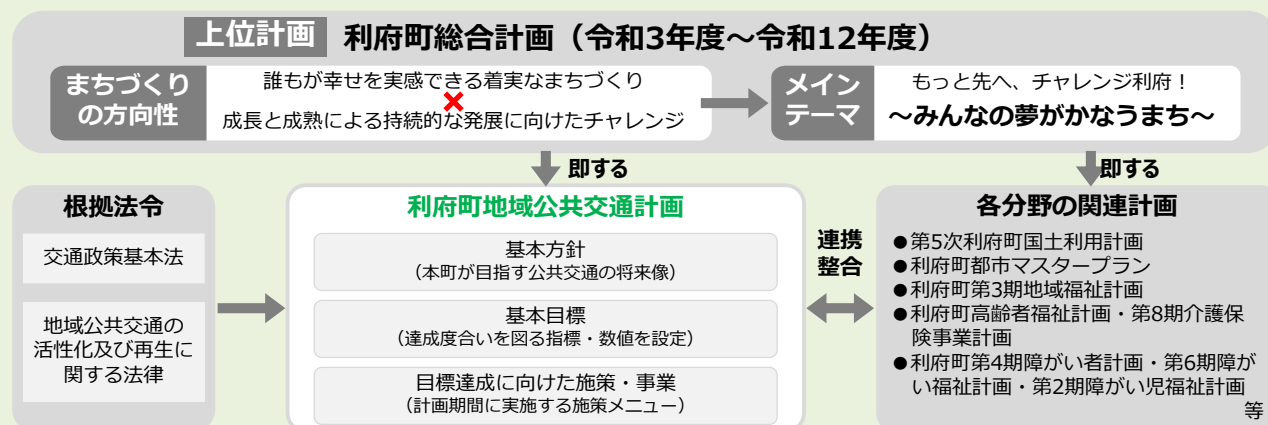 上位計画 利府町総合計画（令和3年度～令和12年度）
まちづくり
の方向性
誰もが幸せを実感できる着実なまちづくり
×
成長と成熟による持続的な発展に向けたチャレンジ
メイン
テーマ
もっと先へ、チャレンジ利府！
～みんなの夢がかなうまち～
即する
即する
根拠法令
交通政策基本法
地域公共交通の
活性化及び再生に
関する法律
利府町地域公共交通計画
基本方針
（本町が目指す公共交通の将来像）
基本目標
（達成度合いを図る指標・数値を設定）
目標達成に向けた施策・事業
（計画期間に実施する施策メニュー）
連携
整合
各分野の関連計画
●第5次利府町国土利用計画
●利府町都市マスタープラン
●利府町第3期地域福祉計画
●利府町高齢者福祉計画・第8期介護保
険事業計画
●利府町第4期障がい者計画・第6期障が
い福祉計画・第2期障がい児福祉計画
等